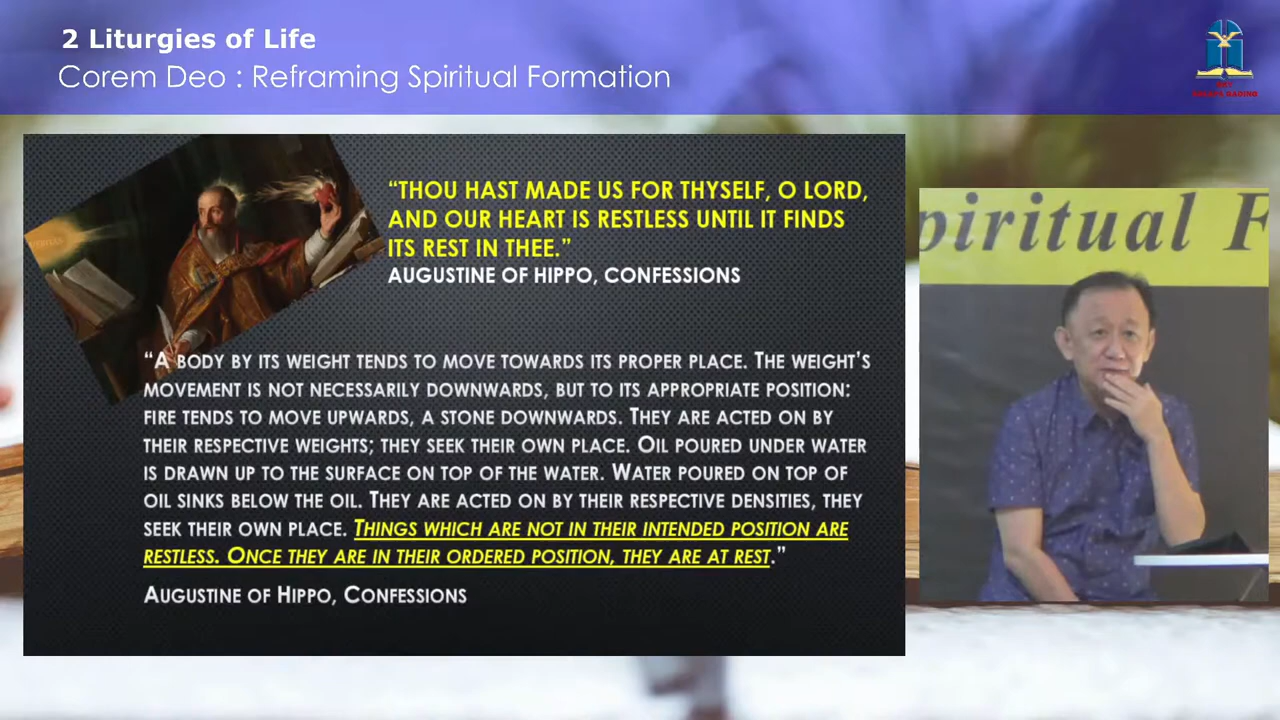 2 Liturgies of Life
Corem Deo : Reframing Spiritual Formation
“THOU HAST MADE US FOR THYSELF, O LORD,
AND OUR HEART IS RESTLESS UNTIL IT FINDS
ITS REST IN THEE.”
AUGUSTINE OF HIPPO, CONFESSIONS
“A BODY BY ITS WEIGHT TENDS TO MOVE TOWARDS ITS PROPER PLACE. THE WEIGHT’S
MOVEMENT IS NOT NECESSARILY DOWNWARDS, BUT TO ITS APPROPRIATE POSITION:
FIRE TENDS TO MOVE UPWARDS, A STONE DOWNWARDS. THEY ARE ACTED ON BY
THEIR RESPECTIVE WEIGHTS; THEY SEEK THEIR OWN PLACE. OIL POURED UNDER WATER
IS DRAWN UP TO THE SURFACE ON TOP OF THE WATER. WATER POURED ON TOP OF
OIL SINKS BELOW THE OIL. THEY ARE ACTED ON BY THEIR RESPECTIVE DENSITIES, THEY
SEEK THEIR OWN PLACE. THINGS WHICH ARE NOT IN THEIR INTENDED POSITION ARE
RESTLESS. ONCE THEY ARE IN THEIR ORDERED POSITION, THEY ARE AT REST.”
AUGUSTINE OF HIPPO, CONFESSIONS
piritual F